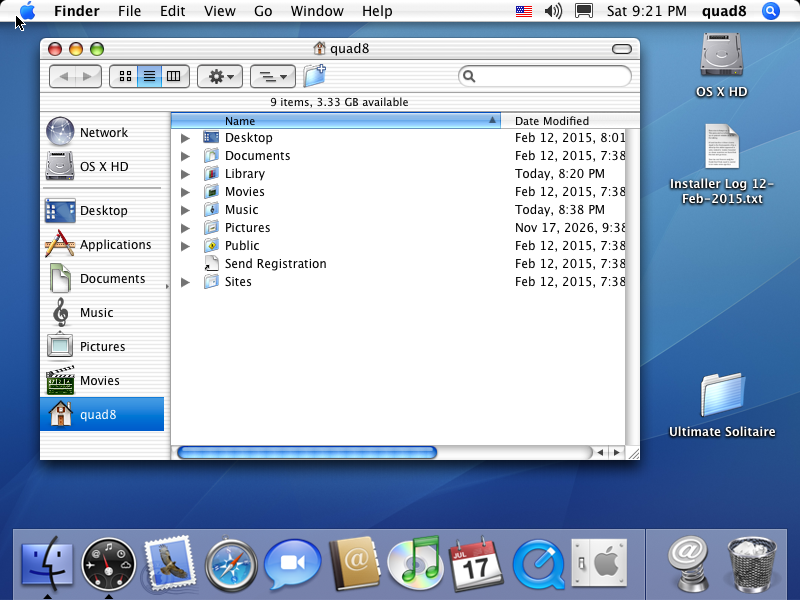 Finder File Edit View Go Window Help Sat 9:21 PM quad8
quad8
9 items, 3.33 GB available
Name Date Modified
Network
OS X HD
Desktop
Applications
Documents
Music
Pictures
Movies
quad8
Desktop Feb 12, 2015, 8:01
Documents Feb 12, 2015, 7:38
Library Today, 8:20 PM
Movies Feb 12, 2015, 7:38
Music Today, 8:38 PM
Pictures Nov 17, 2026, 9:38
Public Feb 12, 2015, 7:38
Send Registration Feb 12, 2015, 7:38
Sites Feb 12, 2015, 7:38
OS X HD
Installer Log 12-
Feb-2015.txt
Ultimate Solitaire
JUL
17